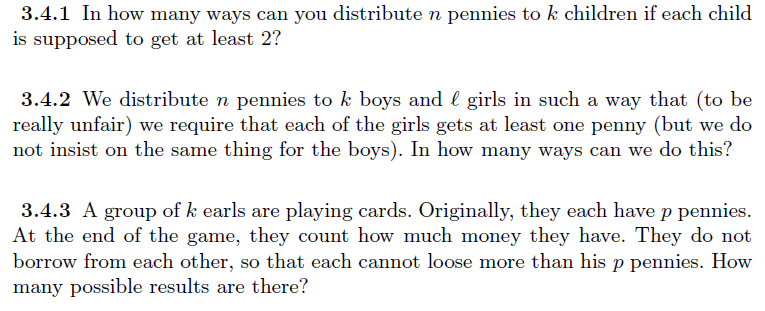 3.4.1 In how many ways can you distribute n pennies to k children if each child
is supposed to get at least 2?
3.4.2 We distribute n pennies to k boys and ℓ girls in such a way that (to be
really unfair) we require that each of the girls gets at least one penny (but we do
not insist on the same thing for the boys). In how many ways can we do this?
3.4.3 A group of k earls are playing cards. Originally, they each have p pennies.
At the end of the game, they count how much money they have. They do not
borrow from each other, so that each cannot loose more than his p pennies. How
many possible results are there?